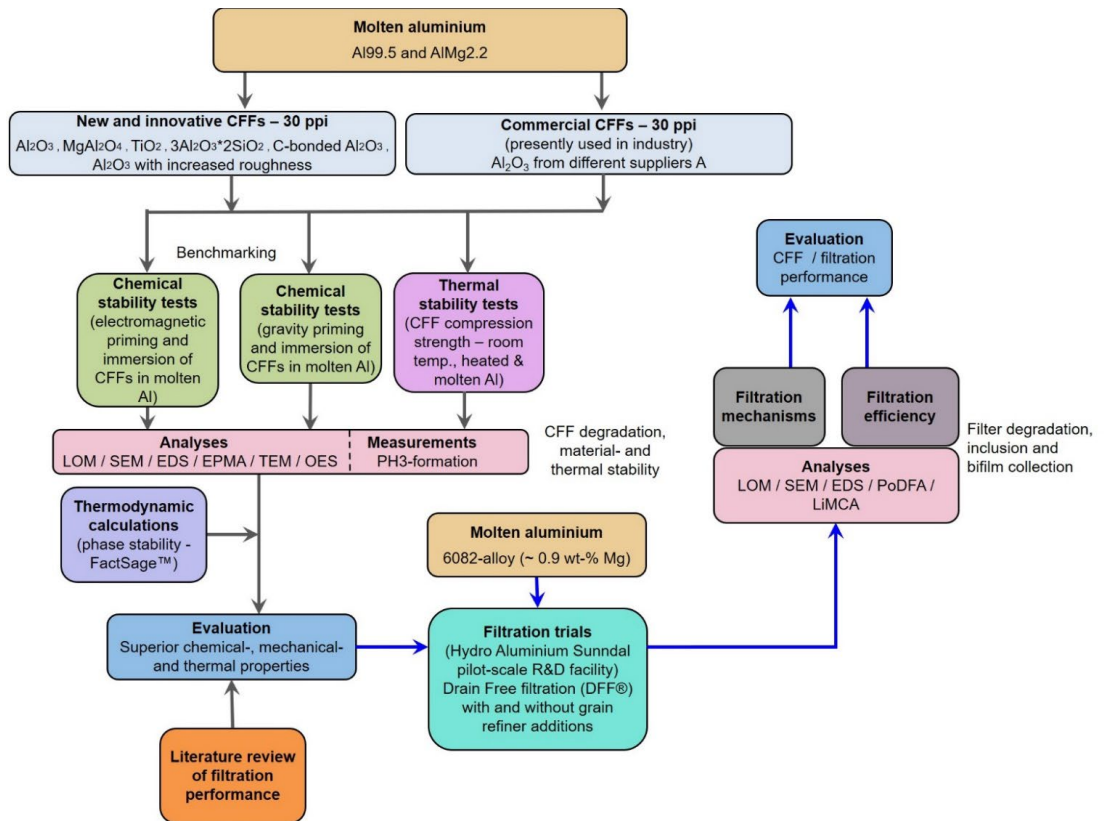 Molten aluminium
Al99.5 and AlMg2.2
New and innovative CFFs – 30 ppi
Al2O3 , MgAl2O4 , TiO2 , 3Al2O3*2SiO2 , C-bonded Al2O3 ,
Al2O3 with increased roughness
Commercial CFFs – 30 ppi
(presently used in industry)
Al₂O₃ from different suppliers A
Benchmarking
Chemical
stability tests
(electromagnetic
priming and
immersion of
CFFs in molten
Al)
Chemical
stability tests
(gravity priming
and immersion of
CFFs in molten Al)
Thermal
stability tests
(CFF compression
strength – room
temp., heated &
molten Al)
Analyses
LOM / SEM / EDS / EPMA / TEM / OES
Measurements
PH3-formation
CFF degradation,
material- and
thermal stability
Thermodynamic
calculations
(phase stability -
FactSage™)
Evaluation
Superior chemical-, mechanical-
and thermal properties
Literature review
of filtration
performance
Molten aluminium
6082-alloy (~ 0.9 wt-% Mg)
Filtration trials
(Hydro Aluminium Sunndal
pilot-scale R&D facility)
Drain Free filtration (DFF®)
with and without grain
refiner additions
Evaluation
CFF / filtration
performance
Filtration
mechanisms
Filtration
efficiency
Analyses
LOM / SEM / EDS / PoDFA /
LiMCA
Filter degradation,
inclusion and
bifilm collection